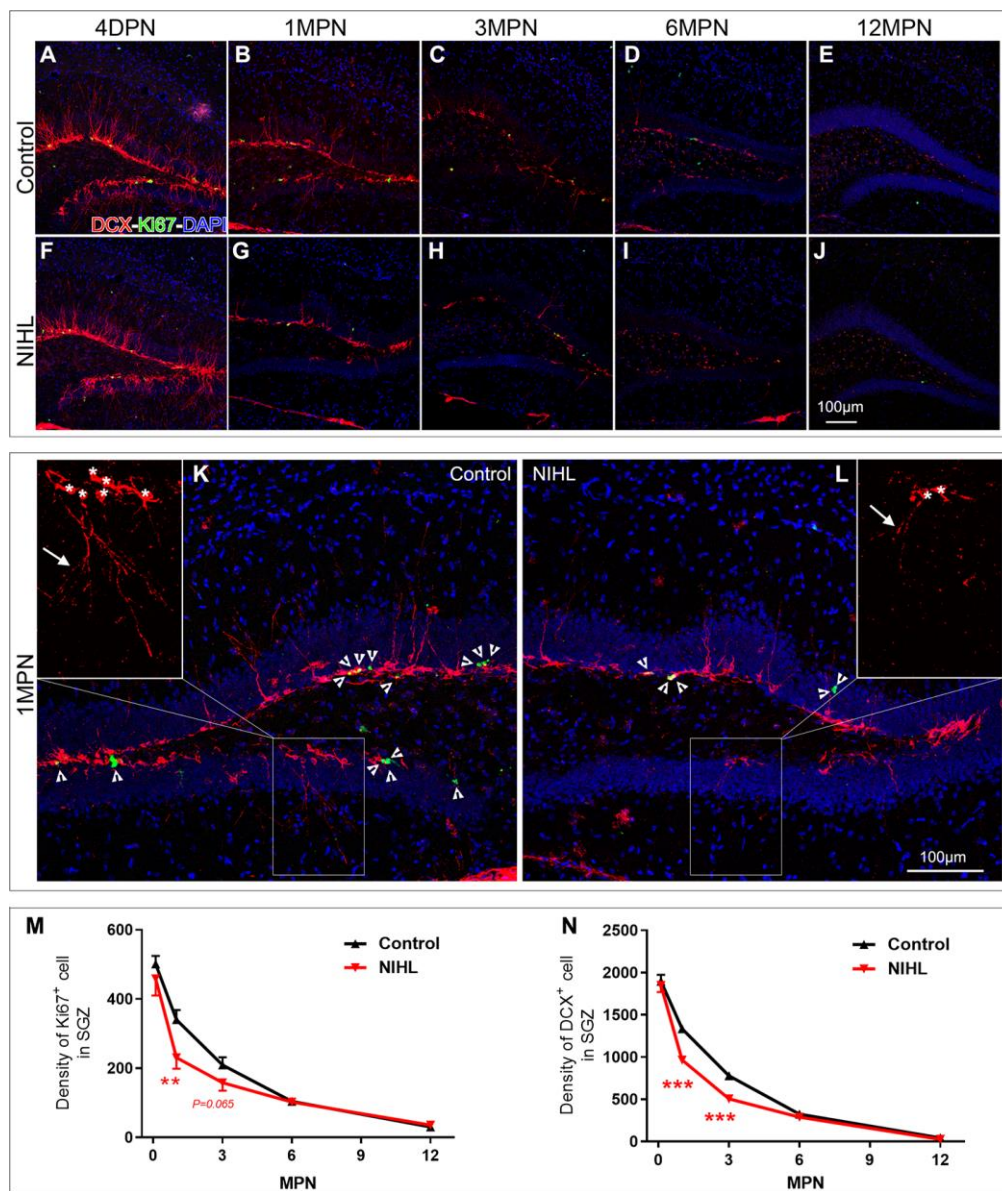 4DPN 1MPN 3MPN 6MPN 12MPN
Control
A B C D E
DCX-Ki67-DAPI
NIHL
F G H I J
100µm
1MPN
K Control NIHL L
* * * * * *
* *
100µm
M
Density of Ki67+ cell
in SGZ
600
400
200
0
Control
NIHL
**
P=0.065
0 3 6 9 12
MPN
N
Density of DCX+ cell
in SGZ
2500
2000
1500
1000
500
0
Control
NIHL
***
***
0 3 6 9 12
MPN